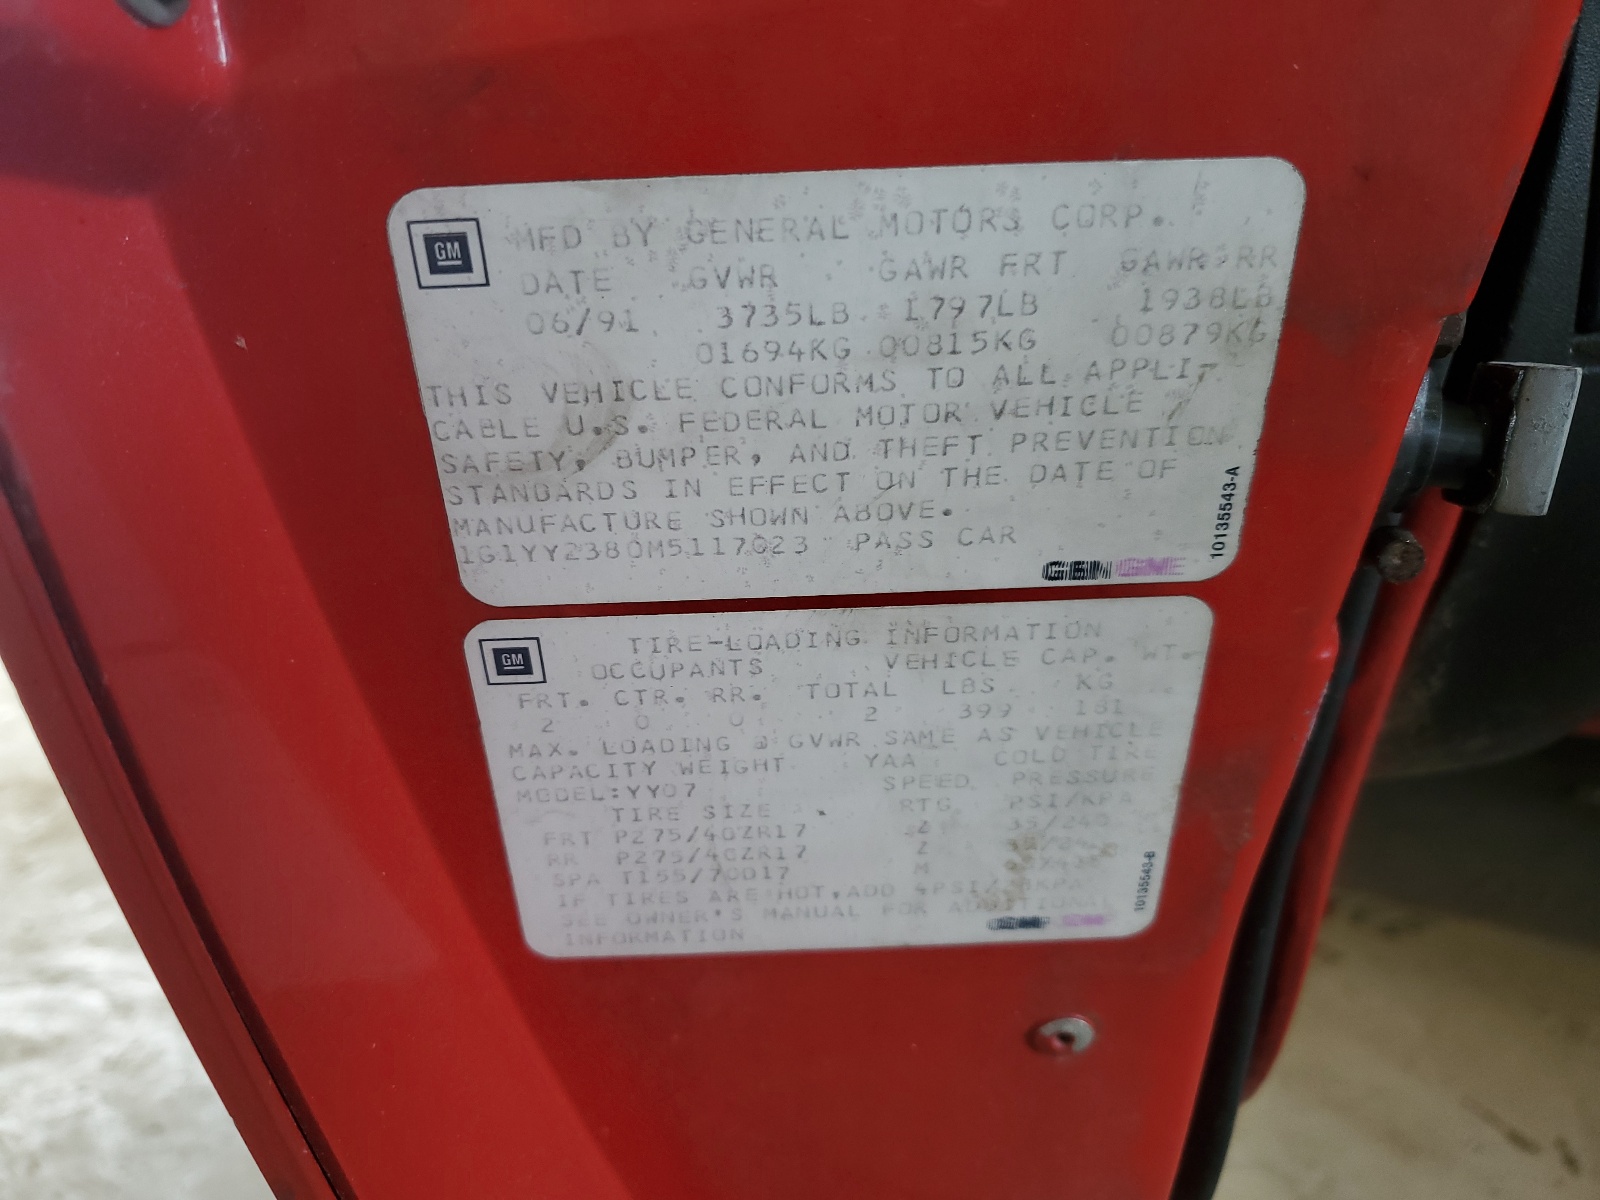 GM
MFD BY GENERAL MOTORS CORP.
DATE GVWR GAWR FRT GAWR RR
06/91 3735LB 1797LB 1938LB
01694KG 00815KG 00879KG
THIS VEHICLE CONFORMS TO ALL APPLI-
CABLE U.S. FEDERAL MOTOR VEHICLE
SAFETY, BUMPER, AND THEFT PREVENTION
STANDARDS IN EFFECT ON THE DATE OF
MANUFACTURE SHOWN ABOVE.
1G1YY2380M5117023 PASS CAR
GBN GNE
10135543-A
GM
TIRE-LOADING INFORMATION
OCCUPANTS VEHICLE CAP. WT.
FRT. CTR. RR. TOTAL LBS KG
2 0 0 2 399 181
MAX. LOADING @ GVWR SAME AS VEHICLE
CAPACITY WEIGHT YAA COLD TIRE
MODEL:YY07 SPEED PRESSURE
TIRE SIZE RTG PSI/KPA
FRT P275/40ZR17 Z 35/240
RR P275/40ZR17 Z
SPA T155/70D17 M
IF TIRES ARE HOT, ADD 4PSI/28KPA
SEE OWNER'S MANUAL FOR ADDITIONAL
INFORMATION
10135543-B